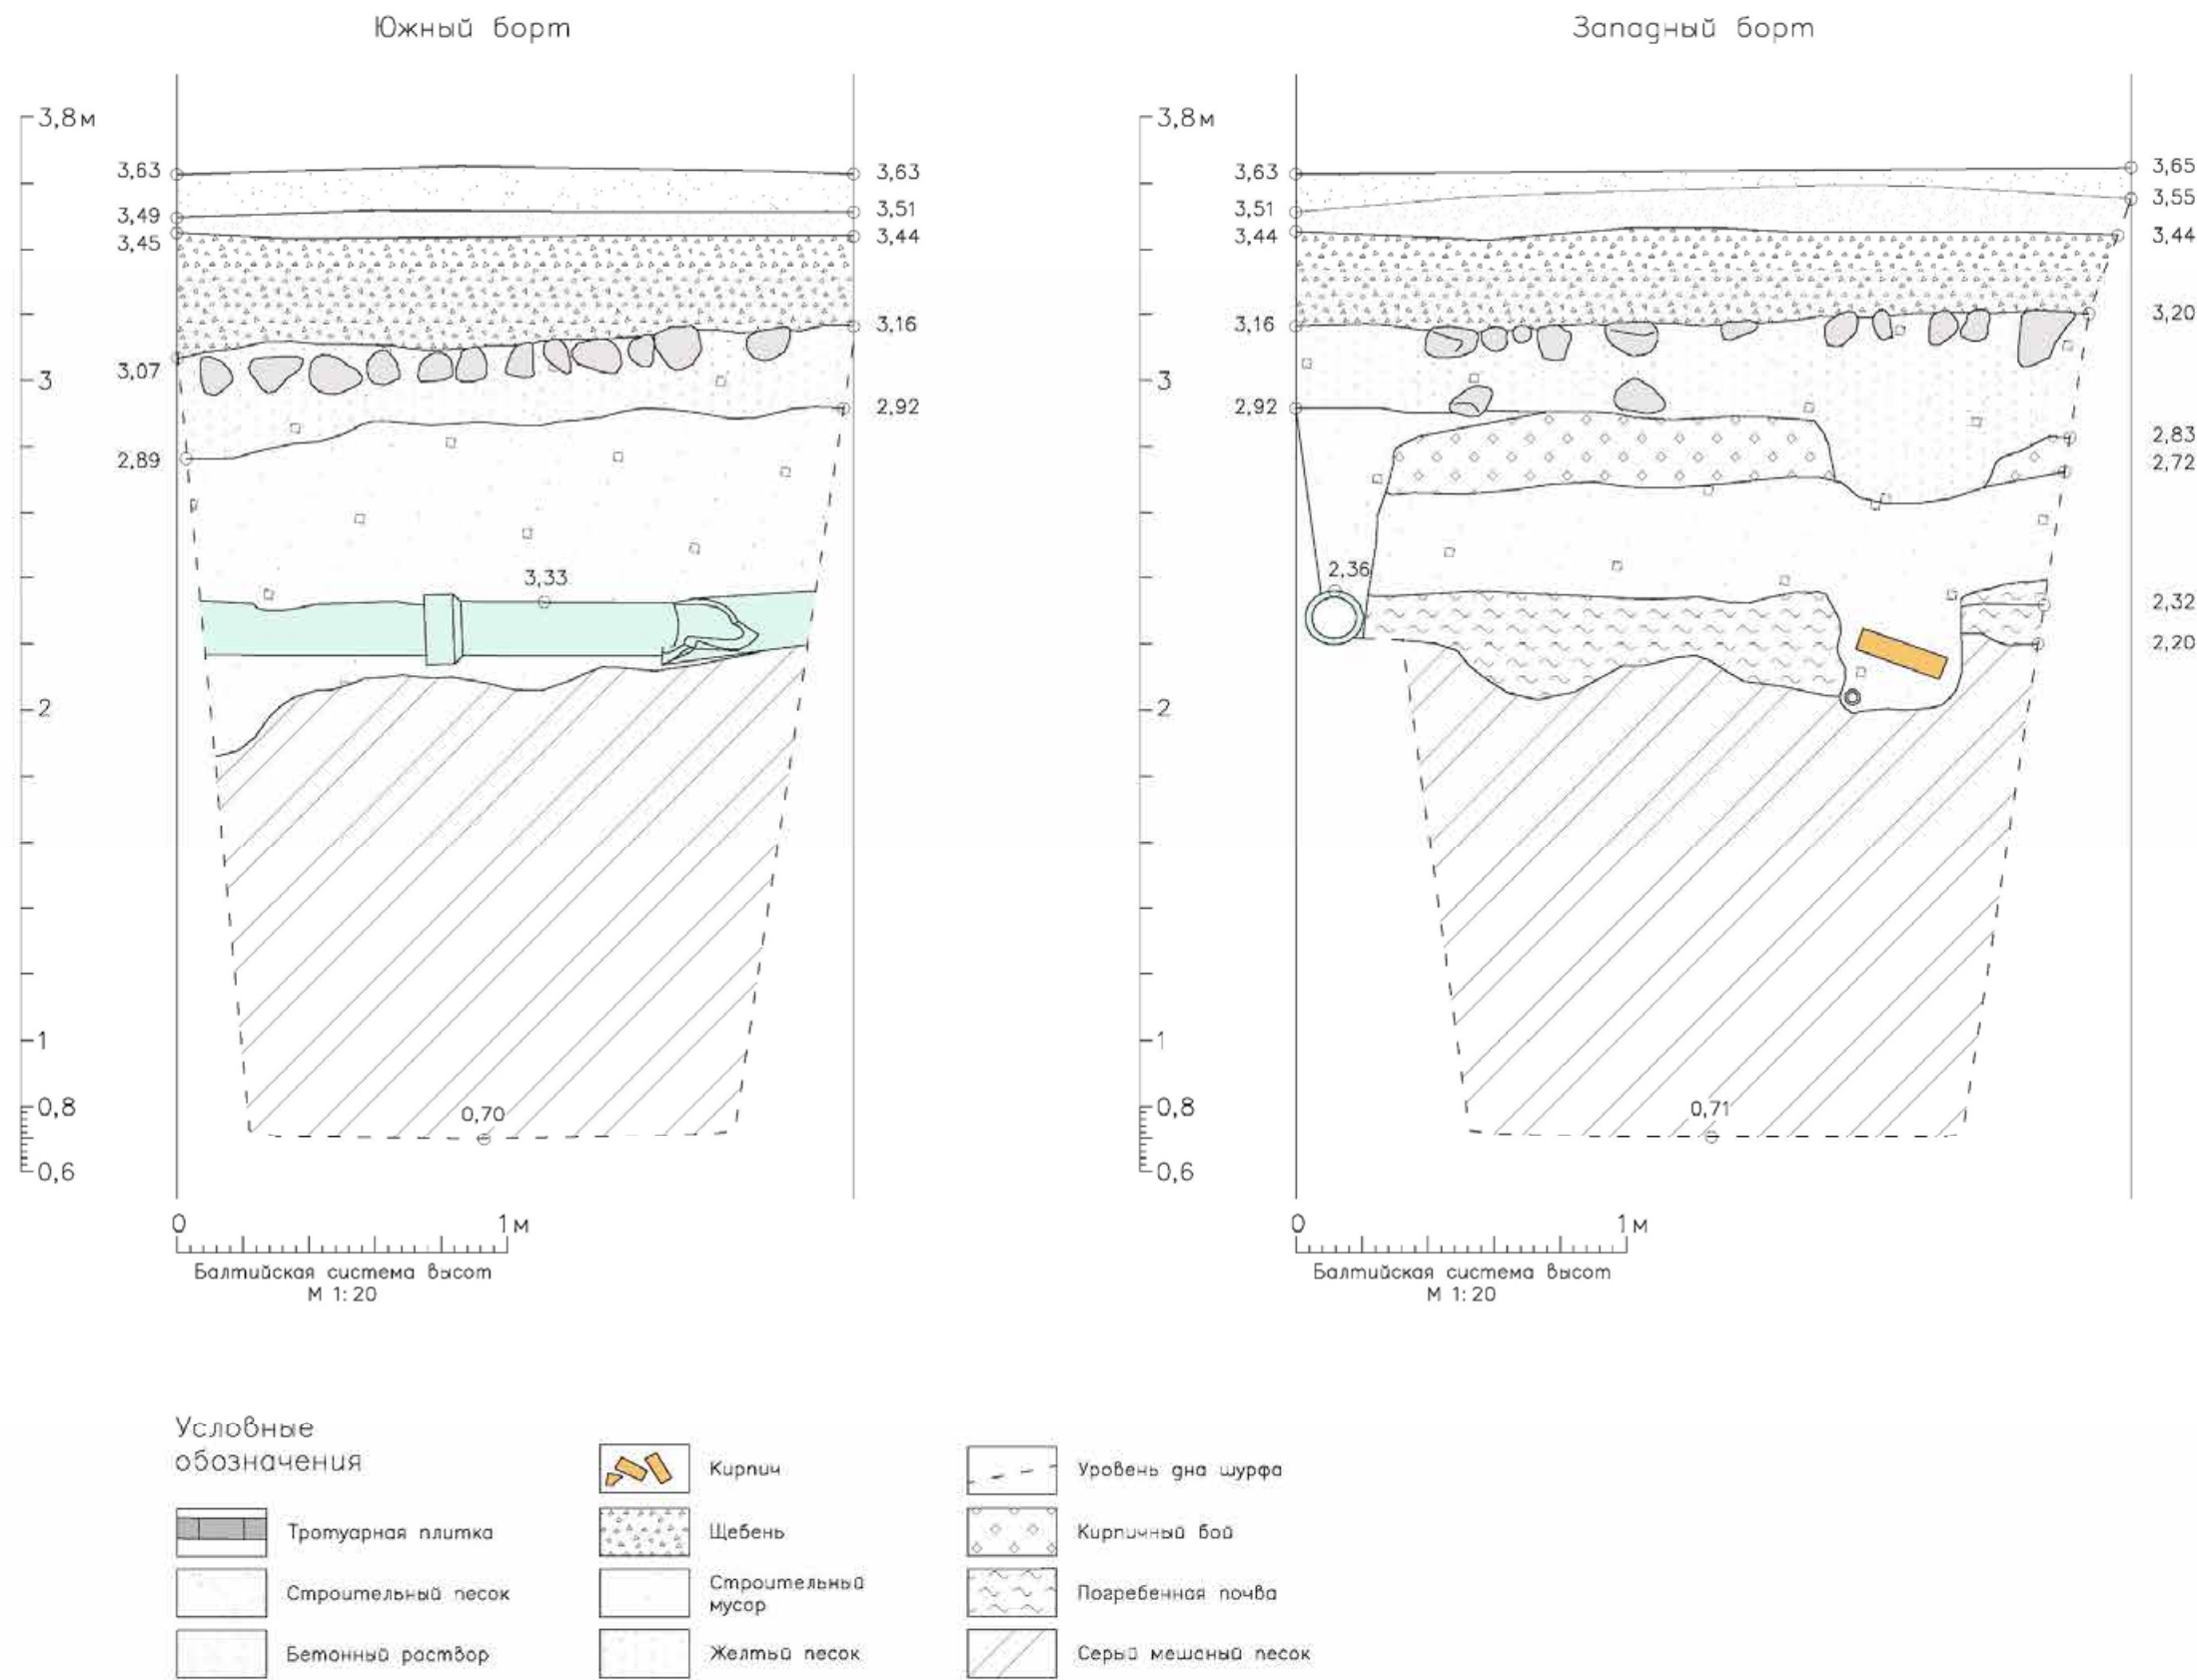 Южный борт
3,8м
3
2
1
0,8
0,6
3,63
3,49
3,45
3,07
2,89
3,63
3,51
3,44
3,16
2,92
3,33
0,70
0
1м
Балтийская система высот
М 1:20
Западный борт
3,8м
3
2
1
0,8
0,6
3,63
3,51
3,44
3,16
2,92
2,36
3,65
3,55
3,44
3,20
2,83
2,72
2,32
2,20
0,71
0
1м
Балтийская система высот
М 1:20
Условные
обозначения
Тротуарная плитка
Строительный песок
Бетонный раствор
Кирпич
Щебень
Строительный
мусор
Желтый песок
Уровень дна шурфа
Кирпичный бой
Погребенная почва
Серый мешаный песок